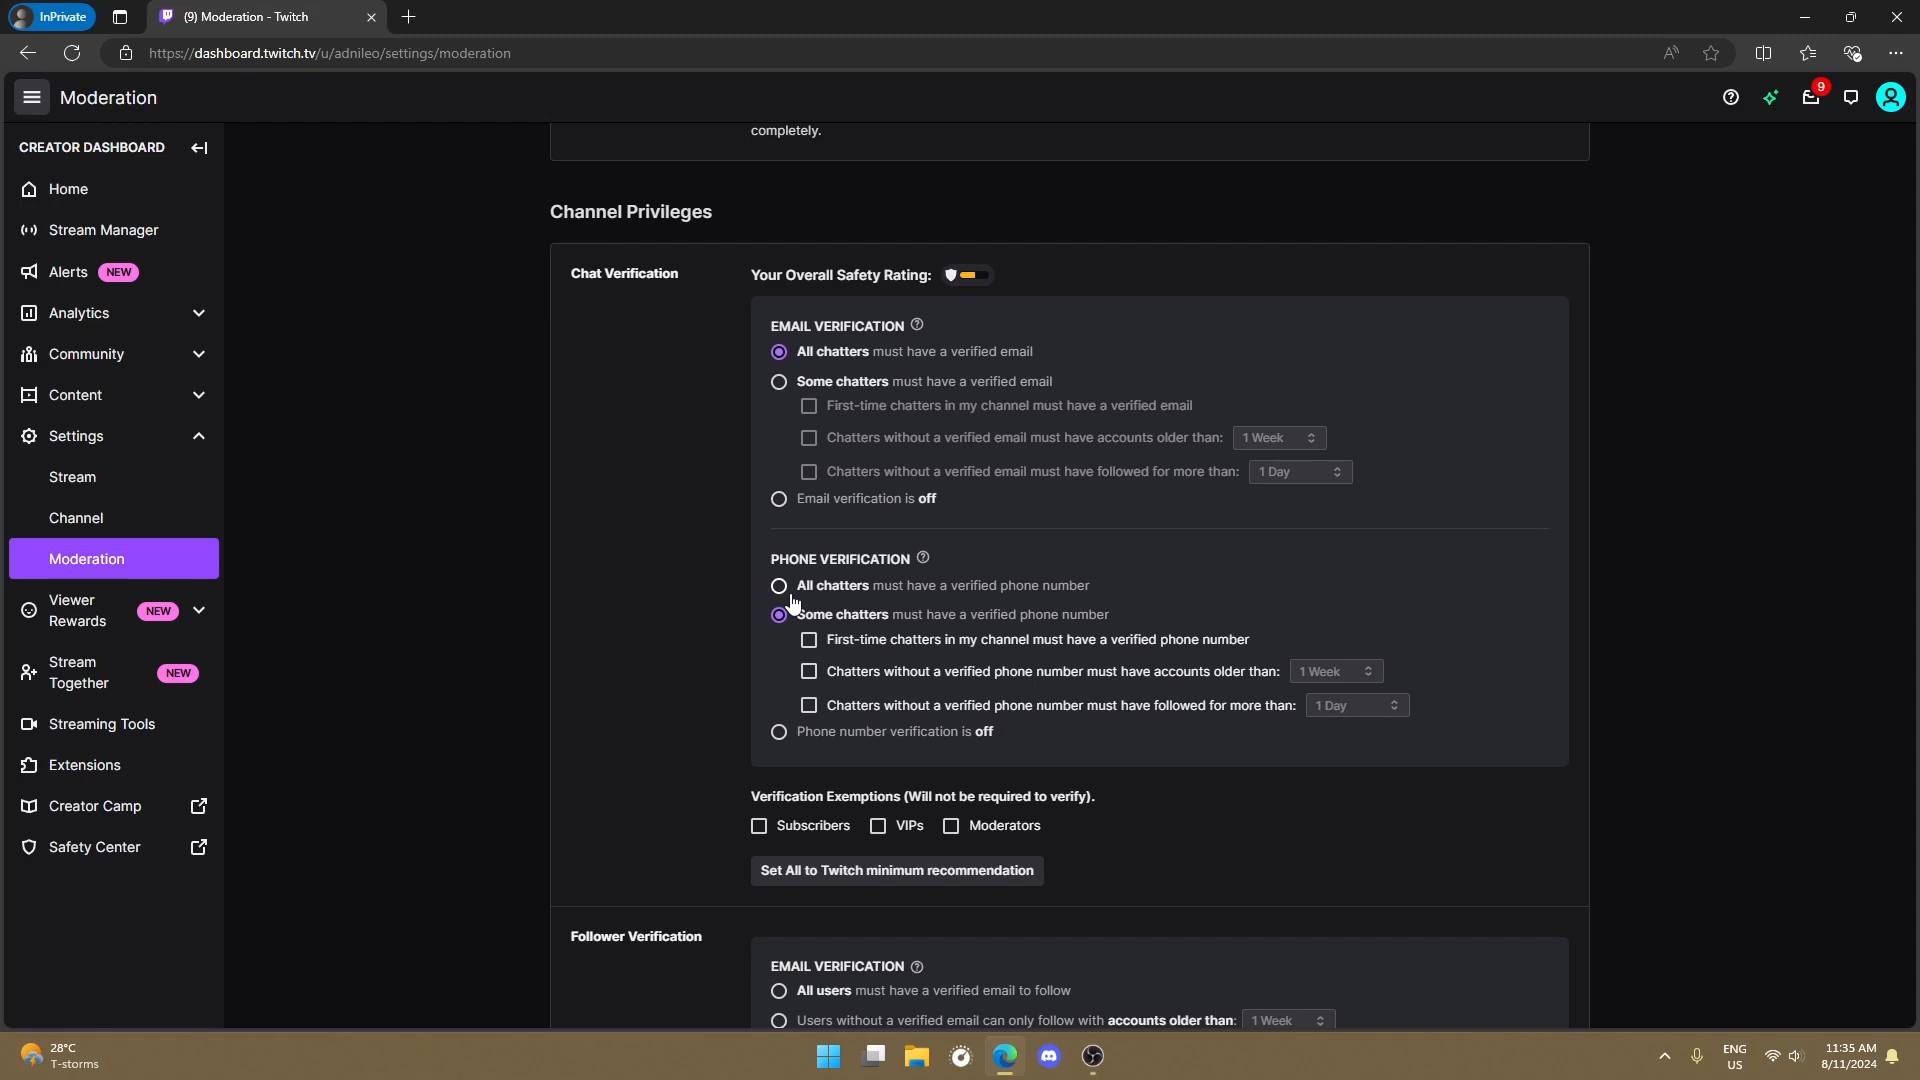 InPrivate
(9) Moderation - Twitch
https://dashboard.twitch.tv/u/adnileo/settings/moderation
Moderation
9
CREATOR DASHBOARD
Home
Stream Manager
Alerts NEW
Analytics
Community
Content
Settings
Stream
Channel
Moderation
Viewer
Rewards
NEW
Stream
Together
NEW
Streaming Tools
Extensions
Creator Camp
Safety Center
completely.
Channel Privileges
Chat Verification
Your Overall Safety Rating:
EMAIL VERIFICATION
All chatters must have a verified email
Some chatters must have a verified email
First-time chatters in my channel must have a verified email
Chatters without a verified email must have accounts older than: 1 Week
Chatters without a verified email must have followed for more than: 1 Day
Email verification is off
PHONE VERIFICATION
All chatters must have a verified phone number
Some chatters must have a verified phone number
First-time chatters in my channel must have a verified phone number
Chatters without a verified phone number must have accounts older than: 1 Week
Chatters without a verified phone number must have followed for more than: 1 Day
Phone number verification is off
Verification Exemptions (Will not be required to verify).
Subscribers VIPs Moderators
Set All to Twitch minimum recommendation
Follower Verification
EMAIL VERIFICATION
All users must have a verified email to follow
Users without a verified email can only follow with accounts older than: 1 Week
28°C
T-storms
ENG
US
11:35 AM
8/11/2024